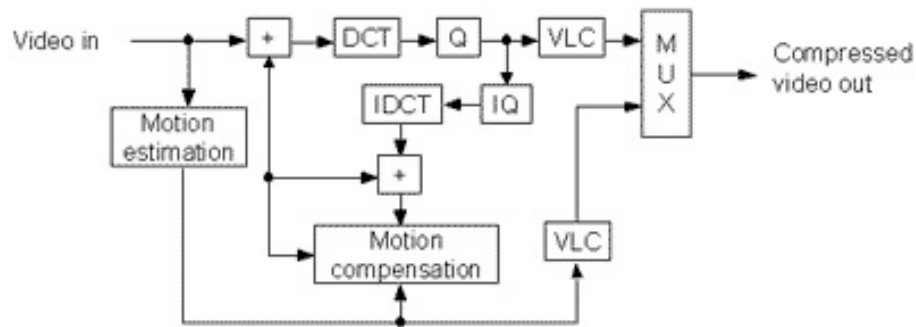 Video in
+
DCT
Q
VLC
M
U
X
Compressed
video out
IDCT
IQ
Motion
estimation
+
VLC
Motion
compensation